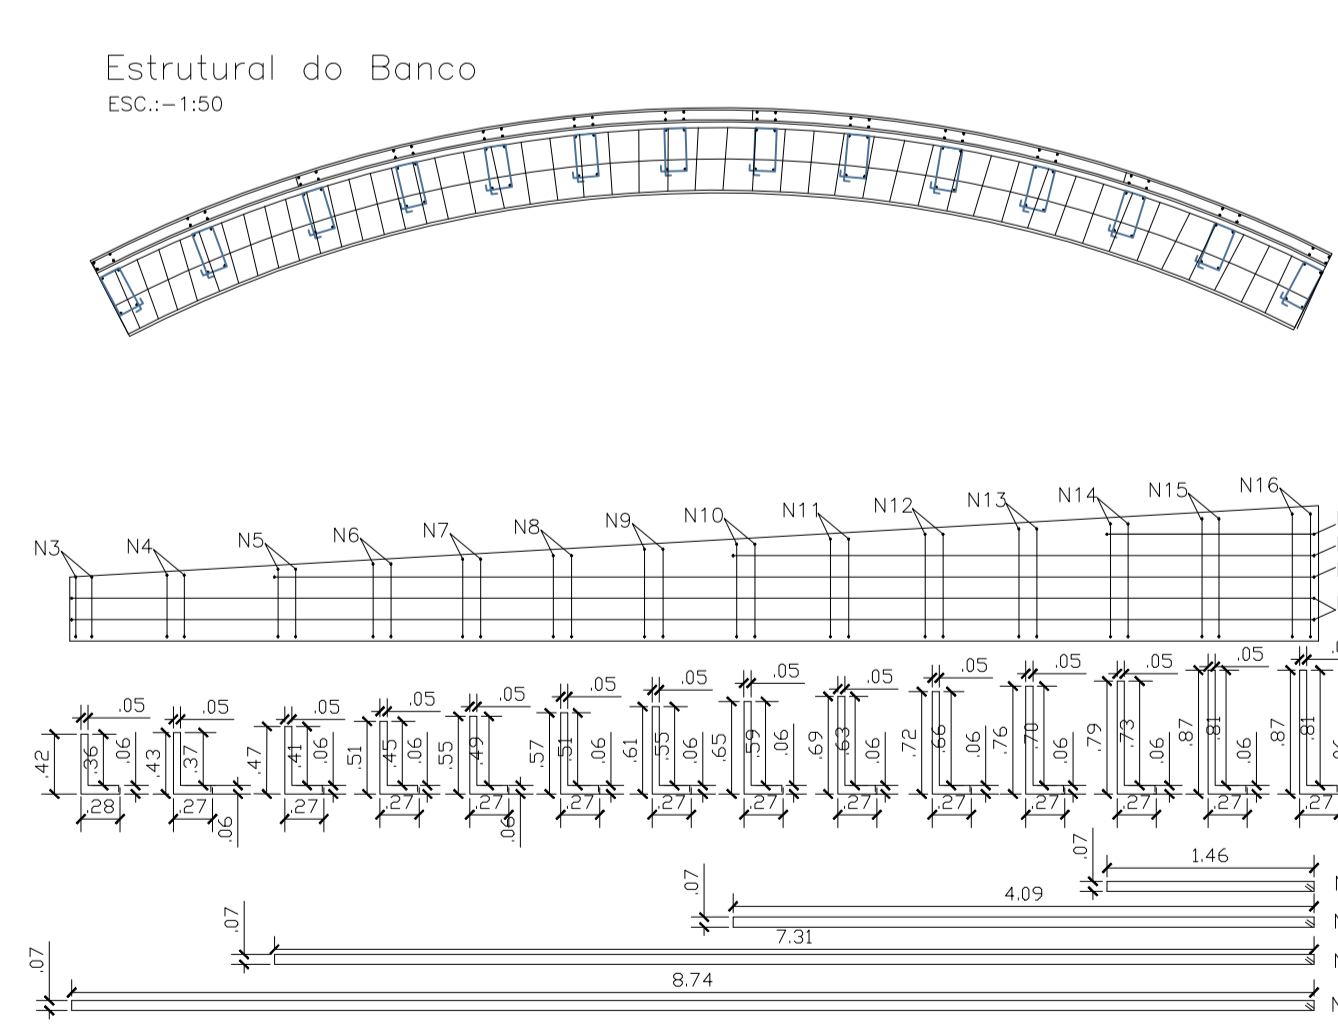 Estrutural do Banco
ESC.:-1:50
N3 N4 N5 N6 N7 N8 N9 N10 N11 N12 N13 N14 N15 N16
.05 .05 .05 .05 .05 .05 .05 .05 .05 .05 .05 .05 .05
.42 .36 .06 .43 .37 .47 .41 .06 .51 .45 .06 .55 .49 .57 .51 .06 .61 .55 .06 .65 .59 .06 .69 .63 .06 .72 .66 .06 .76 .70 .06 .79 .73 .06 .87 .81 .06 .87 .81
.28 .27 .27 .27 .27 .27 .27 .27 .27 .27 .27 .27 .27 .27
.06 .06
.07 1.46
.07 4.09
.07 7.31
.07 8.74